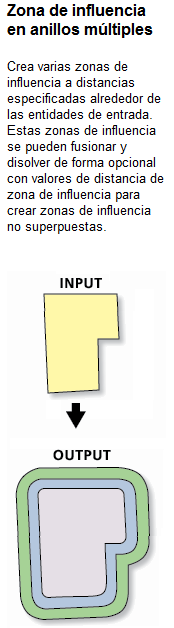 Zona de influencia
en anillos múltiples
Crea varias zonas de
influencia a distancias
especificadas alrededor de
las entidades de entrada.
Estas zonas de influencia
se pueden fusionar y
disolver de forma opcional
con valores de distancia de
zona de influencia para
crear zonas de influencia
no superpuestas.
INPUT
OUTPUT